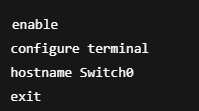 enable
configure terminal
hostname Switch0
exit